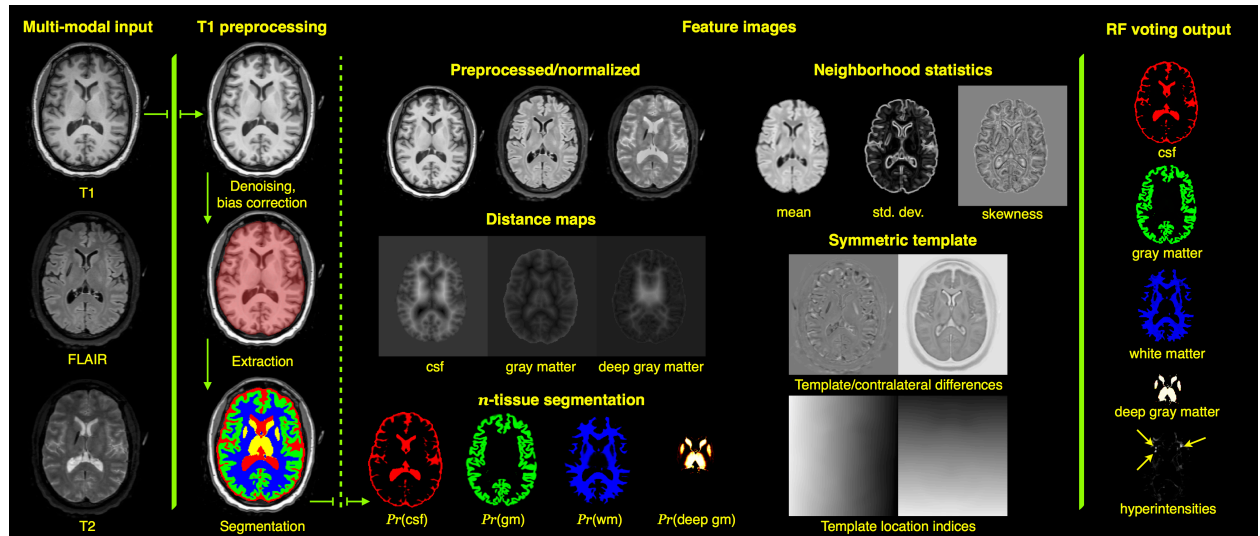 Multi-modal input
T1
FLAIR
T2
T1 preprocessing
Denoising,
bias correction
Extraction
Segmentation
Feature images
Preprocessed/normalized
Distance maps
csf
gray matter
deep gray matter
n-tissue segmentation
Pr(csf)
Pr(gm)
Pr(wm)
Pr(deep gm)
Neighborhood statistics
mean
std. dev.
skewness
Symmetric template
Template/contralateral differences
Template location indices
RF voting output
csf
gray matter
white matter
deep gray matter
hyperintensities